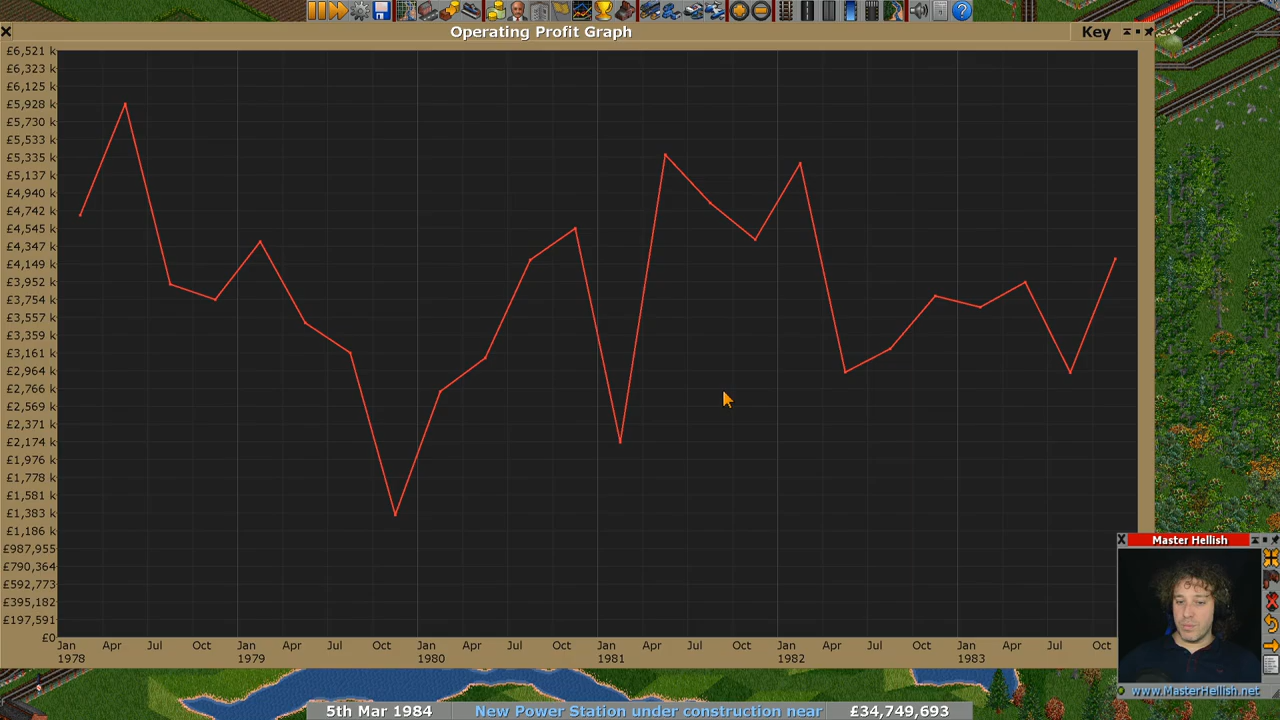 Operating Profit Graph
Key
£6,521 k
£6,323 k
£6,125 k
£5,928 k
£5,730 k
£5,533 k
£5,335 k
£5,137 k
£4,940 k
£4,742 k
£4,545 k
£4,347 k
£4,149 k
£3,952 k
£3,754 k
£3,557 k
£3,359 k
£3,161 k
£2,964 k
£2,766 k
£2,569 k
£2,371 k
£2,174 k
£1,976 k
£1,778 k
£1,581 k
£1,383 k
£1,186 k
£987,955
£790,364
£592,773
£395,182
£197,591
£0
Jan Apr Jul Oct Jan Apr Jul Oct Jan Apr Jul Oct Jan Apr Jul Oct Jan Apr Jul Oct Jan Apr Jul Oct
1978 1979 1980 1981 1982 1983
Master Hellish
www.MasterHellish.net
5th Mar 1984 New Power Station under construction near £34,749,693